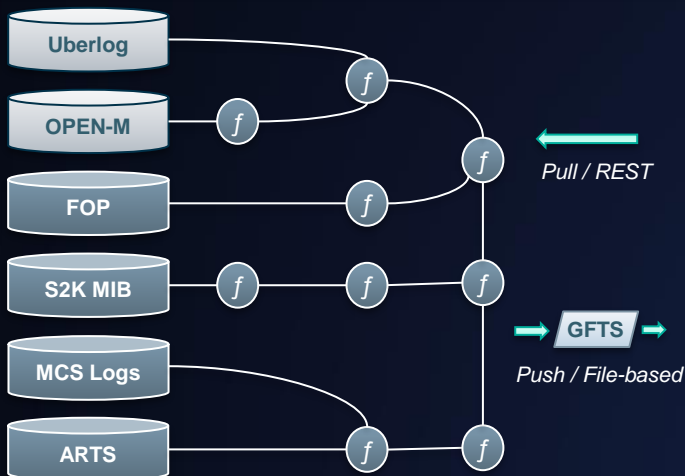 Uberlog
f
OPEN-M
f
f
Pull / REST
FOP
f
S2K MIB
f
f
f
GFTS
Push / File-based
MCS Logs
ARTS
f
f